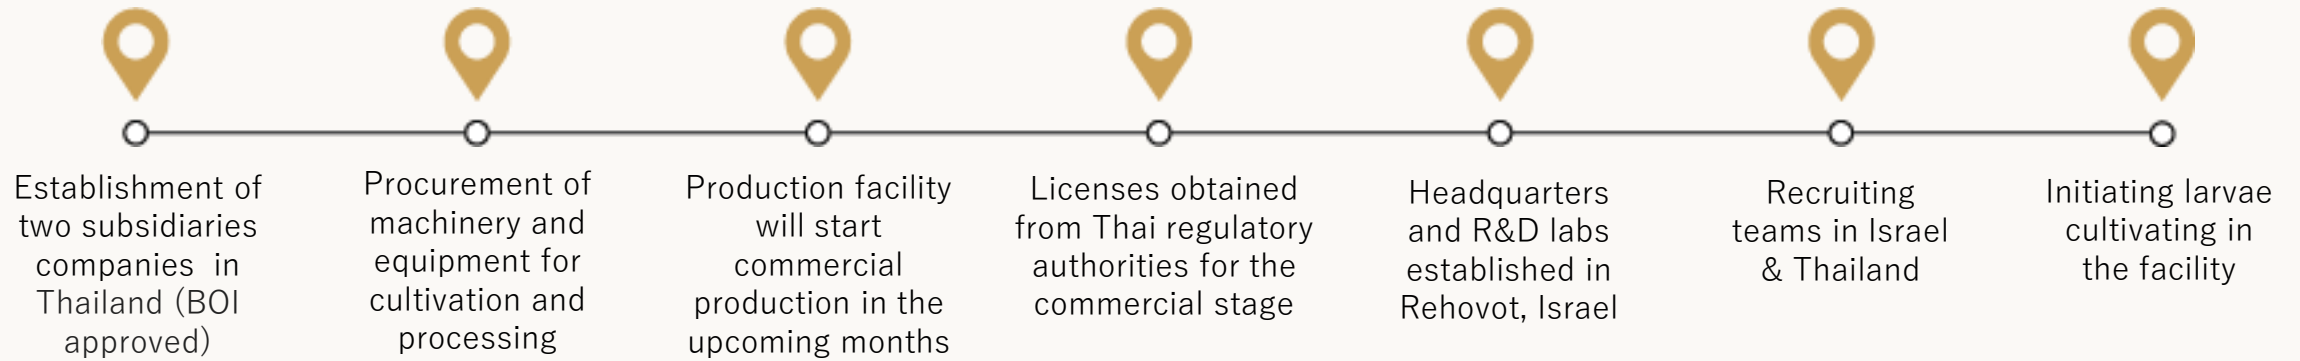 Establishment of
two subsidiaries
companies in
Thailand (BOI
approved)
Procurement of
machinery and
equipment for
cultivation and
processing
Production facility
will start
commercial
production in the
upcoming months
Licenses obtained
from Thai regulatory
authorities for the
commercial stage
Headquarters
and R&D labs
established in
Rehovot, Israel
Recruiting
teams in Israel
& Thailand
Initiating larvae
cultivating in
the facility